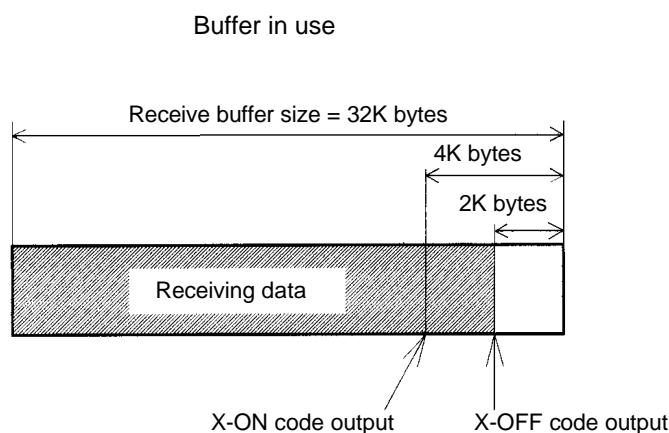 Buffer in use
Receive buffer size = 32K bytes
4K bytes
2K bytes
Receiving data
X-ON code output
X-OFF code output